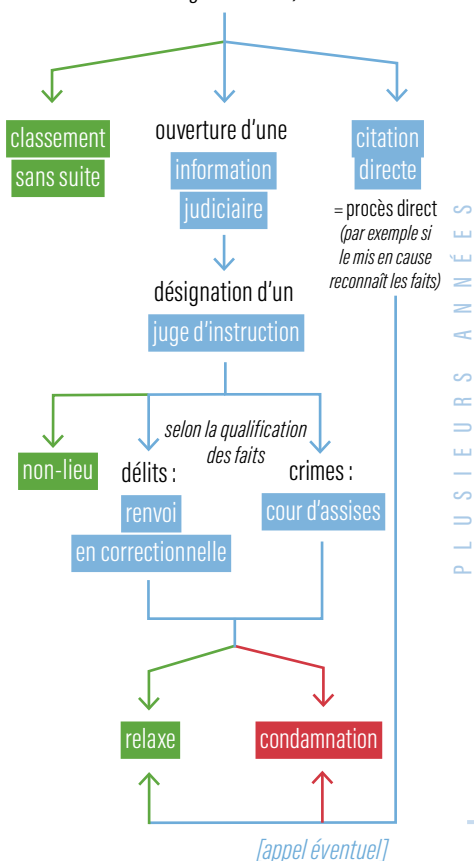 classement
sans suite
ouverture d'une
information
judiciaire
citation
directe
= procès direct
(par exemple si
le mis en cause
reconnaît les faits)
désignation d'un
juge d'instruction
PLUSIEURS ANNÉES
selon la qualification
des faits
non-lieu
délits :
renvoi
en correctionnelle
crimes :
cour d'assises
relaxe
condamnation
[appel éventuel]